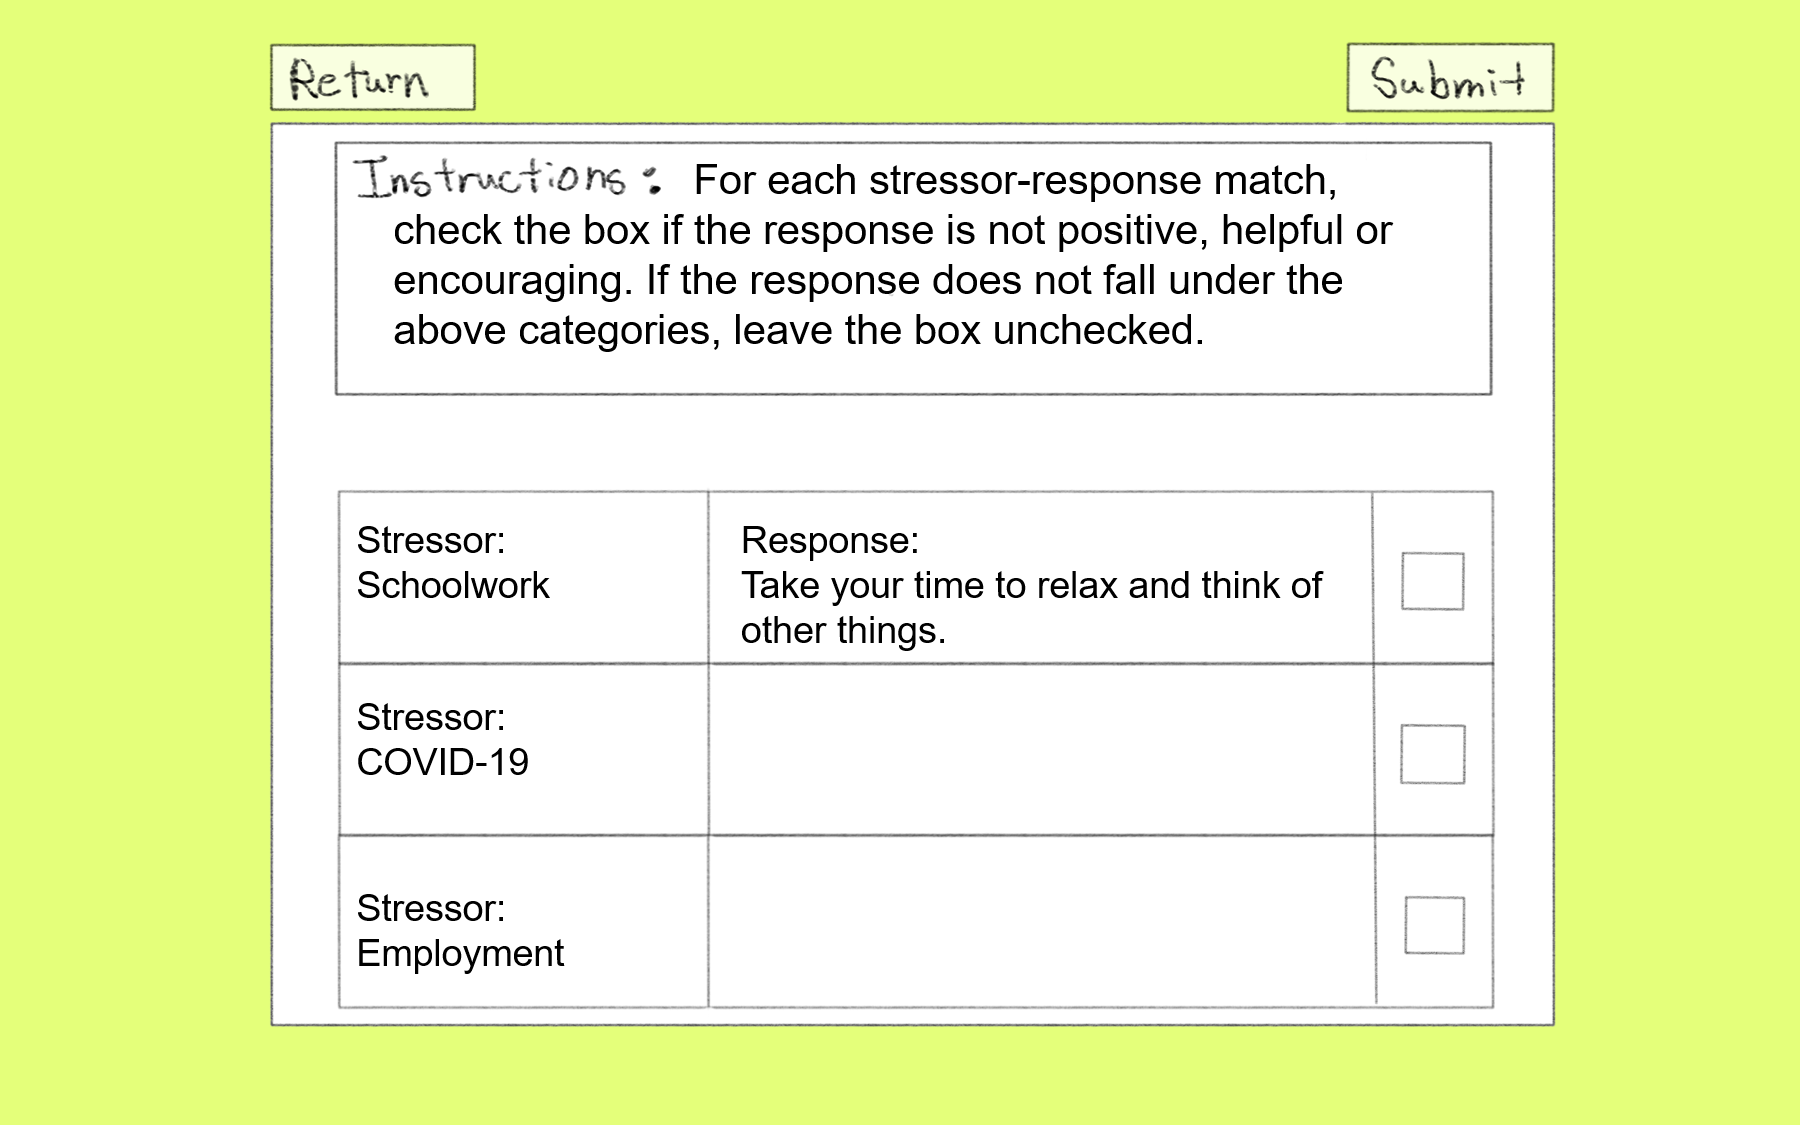 Return
Submit
Instructions: For each stressor-response match,
check the box if the response is not positive, helpful or
encouraging. If the response does not fall under the
above categories, leave the box unchecked.
Stressor:
Schoolwork
Response:
Take your time to relax and think of
other things.
Stressor:
COVID-19
Stressor:
Employment